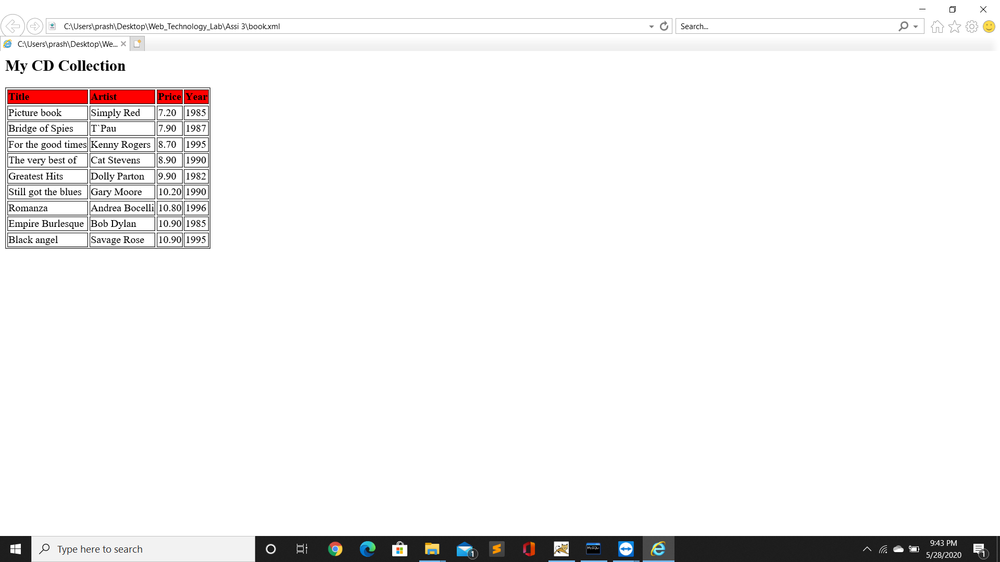 C:\Users\prash\Desktop\Web_Technology_Lab\Assi 3\book.xml Search...
C:\Users\prash\Desktop\We...
My CD Collection
Title Artist Price Year
Picture book Simply Red 7.20 1985
Bridge of Spies T`Pau 7.90 1987
For the good times Kenny Rogers 8.70 1995
The very best of Cat Stevens 8.90 1990
Greatest Hits Dolly Parton 9.90 1982
Still got the blues Gary Moore 10.20 1990
Romanza Andrea Bocelli 10.80 1996
Empire Burlesque Bob Dylan 10.90 1985
Black angel Savage Rose 10.90 1995
Type here to search 1 MySQL 9:43 PM
5/28/2020 1